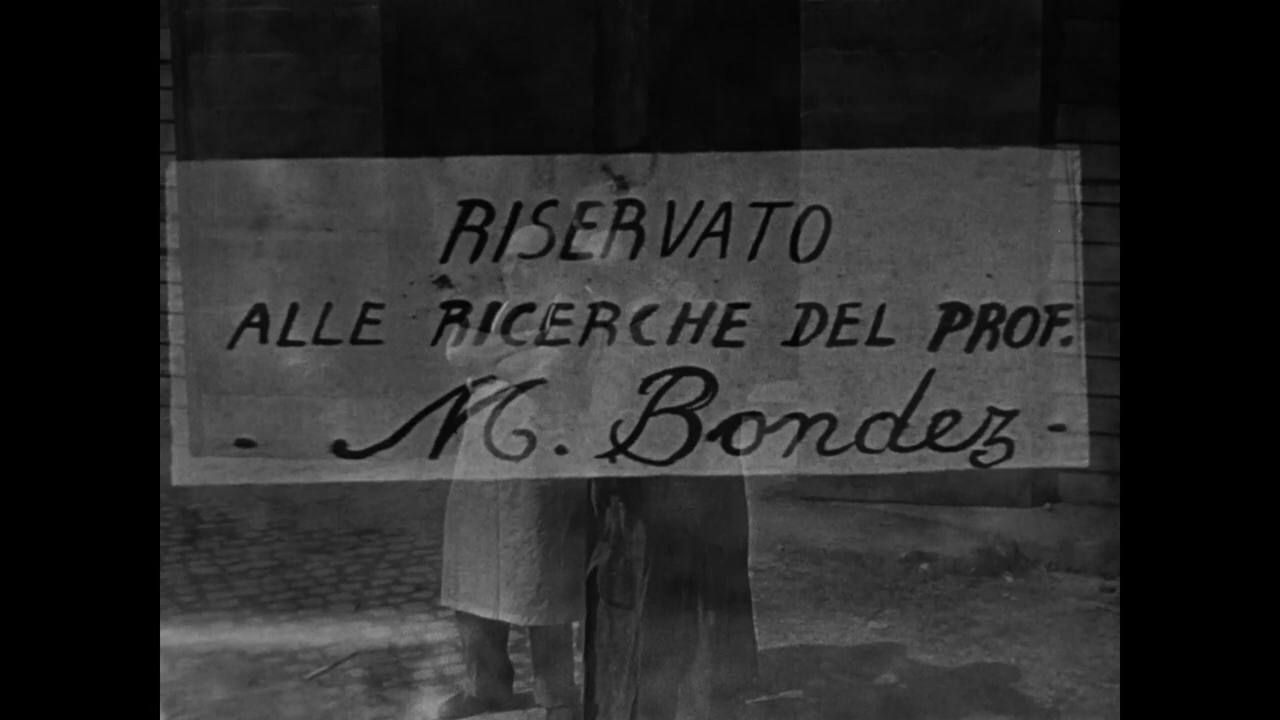 RISERVATO
ALLE RICERCHE DEL PROF.
- M. Bondez -